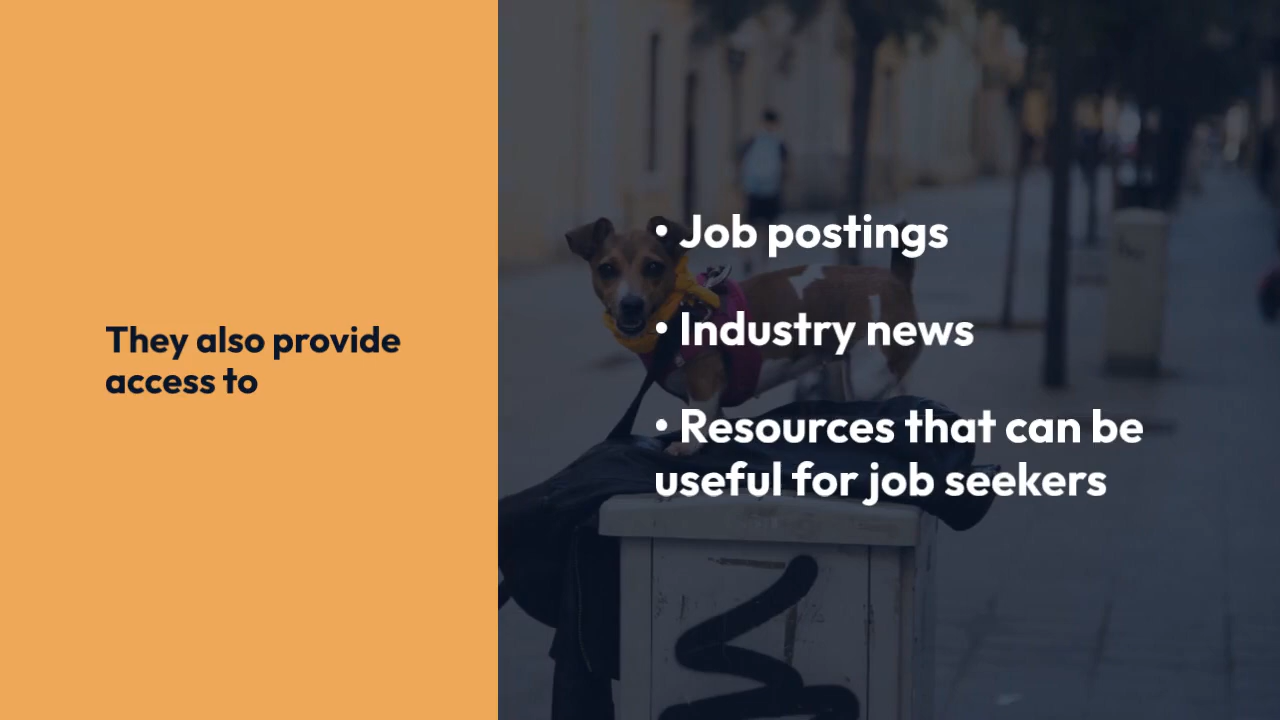 They also provide
access to
• Job postings
• Industry news
• Resources that can be
useful for job seekers